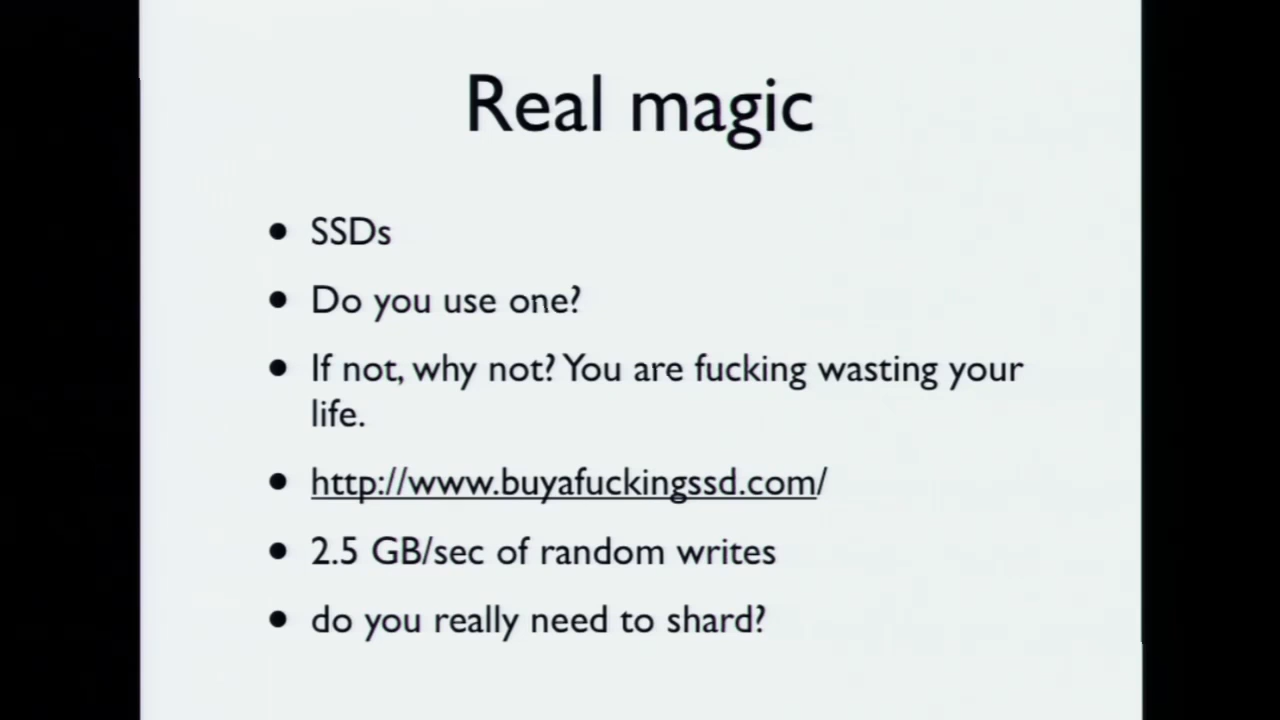 Real magic
• SSDs
• Do you use one?
• If not, why not? You are fucking wasting your
life.
• http://www.buyafuckingssd.com/
• 2.5 GB/sec of random writes
• do you really need to shard?